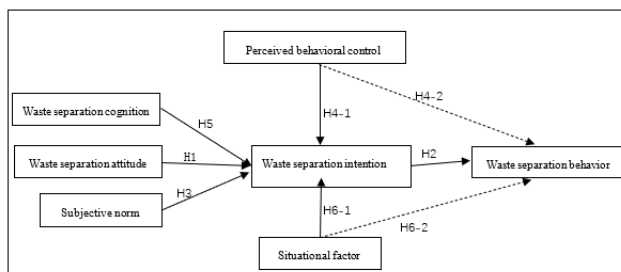 Perceived behavioral control
H4-2
H4-1
Waste separation cognition
H5
Waste separation attitude
H1
Waste separation intention
H2
Waste separation behavior
H3
Subjective norm
H6-1
H6-2
Situational factor